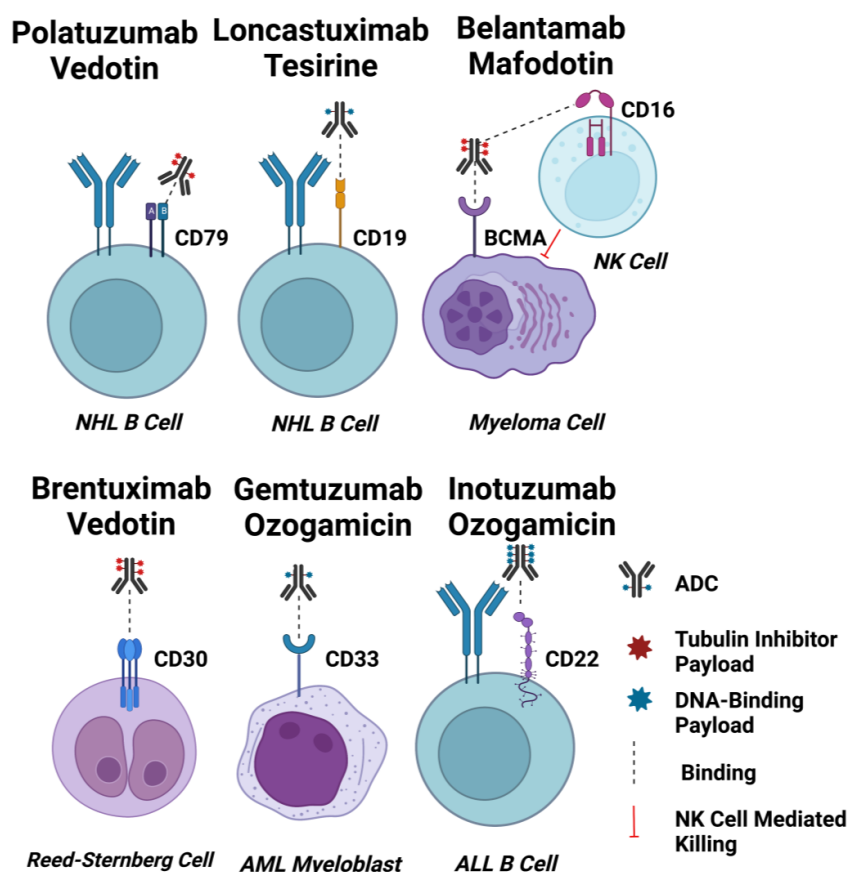 Polatuzumab
Vedotin
Loncastuximab
Tesirine
Belantamab
Mafodotin
CD16
A B
CD79
CD19
BCMA
NK Cell
NHL B Cell
NHL B Cell
Myeloma Cell
Brentuximab
Vedotin
Gemtuzumab
Ozogamicin
Inotuzumab
Ozogamicin
CD30
CD33
CD22
Reed-Sternberg Cell
AML Myeloblast
ALL B Cell
ADC
Tubulin Inhibitor
Payload
DNA-Binding
Payload
Binding
NK Cell Mediated
Killing